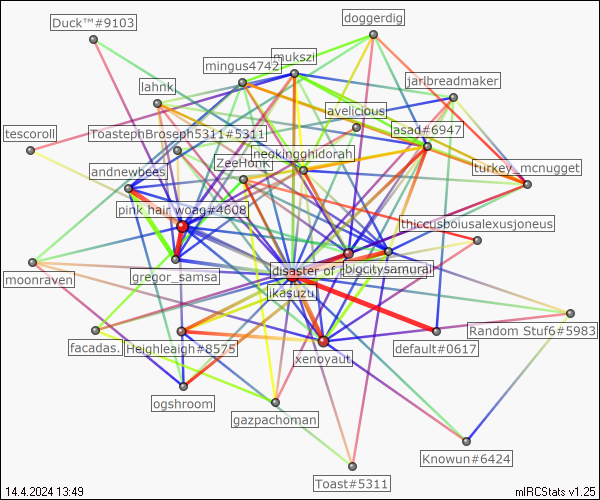 doggerdig
Duck™#9103
mukszi
mingus4742
lahnk
jarlbreadmaker
avelicious
tescoroll
ToastephBroseph5311#5311
asad#6947
neokingghidorah
ZeeHonk
turkey_mcnugget
andnewbees
pink hair woag#4608
thiccusboiusalexusjoneus
disaster of
bigcitysamurai
moonraven
gregor_samsa
ikasuzu
Random Stuf6#5983
facadas.
Heighleaigh#8575
default#0617
xenoyaut
ogshroom
gazpachoman
Knowun#6424
Toast#5311
14.4.2024 13:49
mIRCStats v1.25